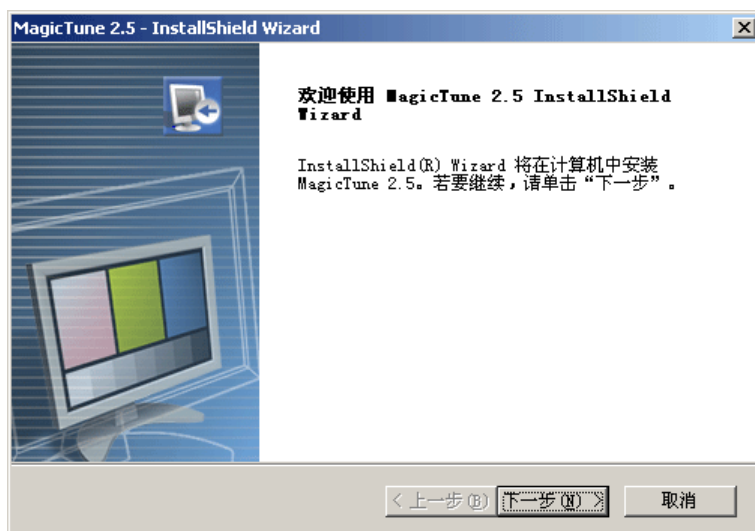 MagicTune 2.5 - InstallShield Wizard
欢迎使用 MagicTune 2.5 InstallShield
Wizard
InstallShield(R) Wizard 将在计算机中安装
MagicTune 2.5。若要继续，请单击“下一步”。
< 上一步(B)
下一步(N) >
取消